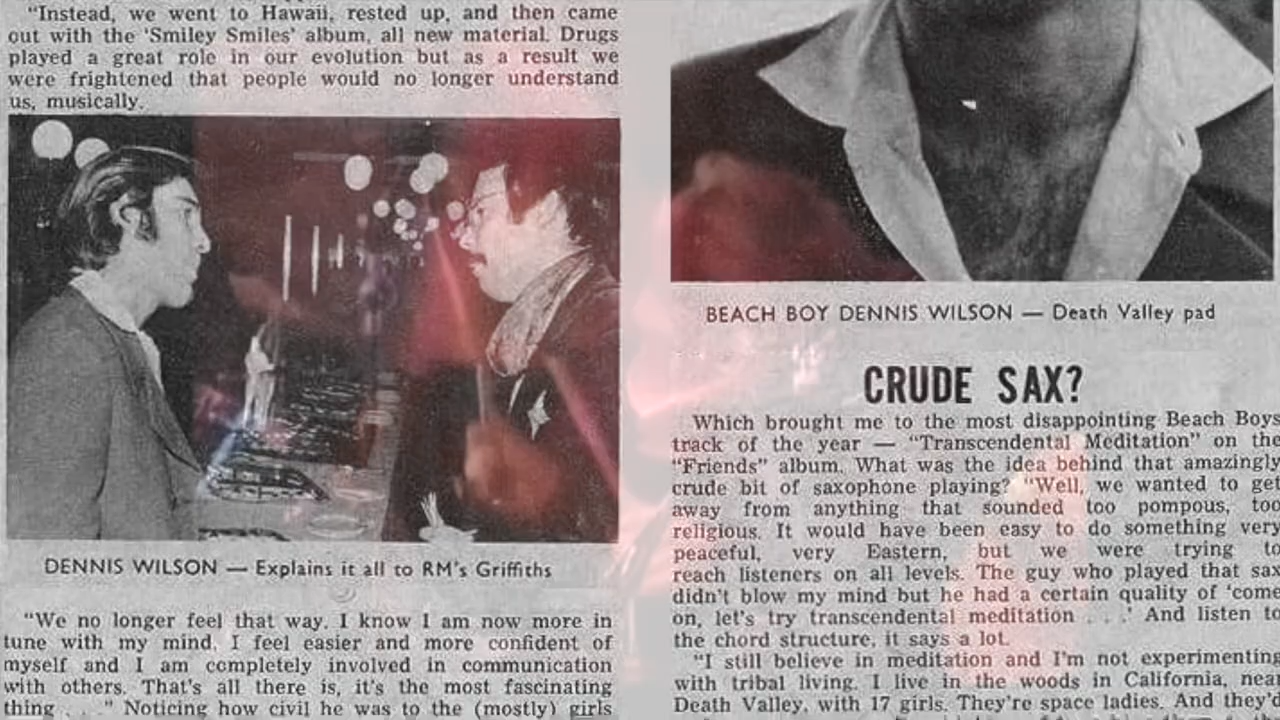 “Instead, we went to Hawaii, rested up, and then came
out with the ‘Smiley Smiles’ album, all new material. Drugs
played a great role in our evolution but as a result we
were frightened that people would no longer understand
us, musically.
DENNIS WILSON — Explains it all to RM's Griffiths
“We no longer feel that way. I know I am now more in
tune with my mind. I feel easier and more confident of
myself and I am completely involved in communication
with others. That's all there is, it's the most fascinating
thing . . .” Noticing how civil he was to the (mostly) girls
BEACH BOY DENNIS WILSON — Death Valley pad
CRUDE SAX?
Which brought me to the most disappointing Beach Boys
track of the year — “Transcendental Meditation” on the
“Friends” album. What was the idea behind that amazingly
crude bit of saxophone playing? “Well, we wanted to get
away from anything that sounded too pompous, too
religious. It would have been easy to do something very
peaceful, very Eastern, but we were trying to
reach listeners on all levels. The guy who played that sax
didn't blow my mind but he had a certain quality of ‘come
on, let's try transcendental meditation . . .’ And listen to
the chord structure, it says a lot.
“I still believe in meditation and I'm not experimenting
with tribal living. I live in the woods in California, near
Death Valley, with 17 girls. They're space ladies. And they'd